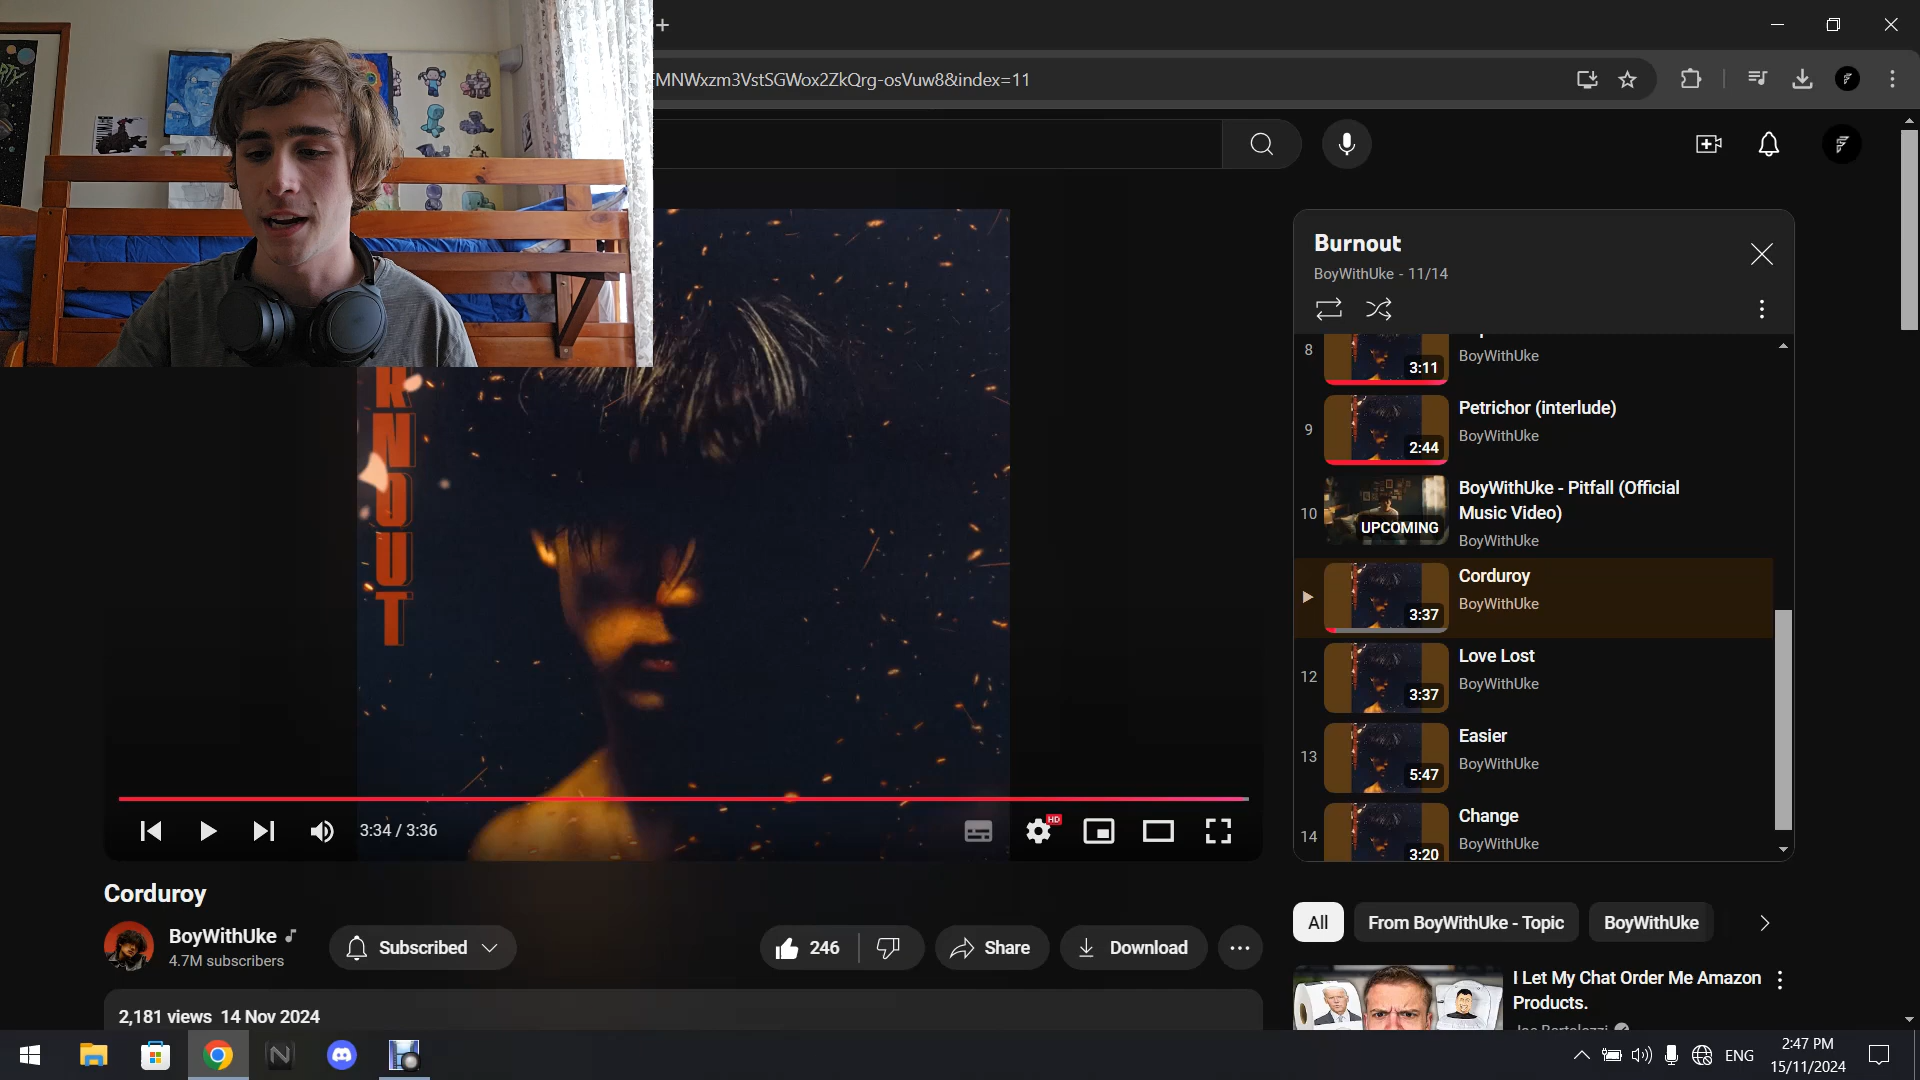 FMNWxzm3VstSGWox2ZkQrg-osVuw8&index=11
Burnout
BoyWithUke - 11/14
8
3:11
BoyWithUke
9
2:44
Petrichor (interlude)
BoyWithUke
10
UPCOMING
BoyWithUke - Pitfall (Official
Music Video)
BoyWithUke
3:37
Corduroy
BoyWithUke
12
3:37
Love Lost
BoyWithUke
13
5:47
Easier
BoyWithUke
14
3:20
Change
BoyWithUke
RNOUT
3:34 / 3:36
HD
Corduroy
BoyWithUke
4.7M subscribers
Subscribed
246
Share
Download
2,181 views 14 Nov 2024
All
From BoyWithUke - Topic
BoyWithUke
I Let My Chat Order Me Amazon
Products.
ENG
2:47 PM
15/11/2024